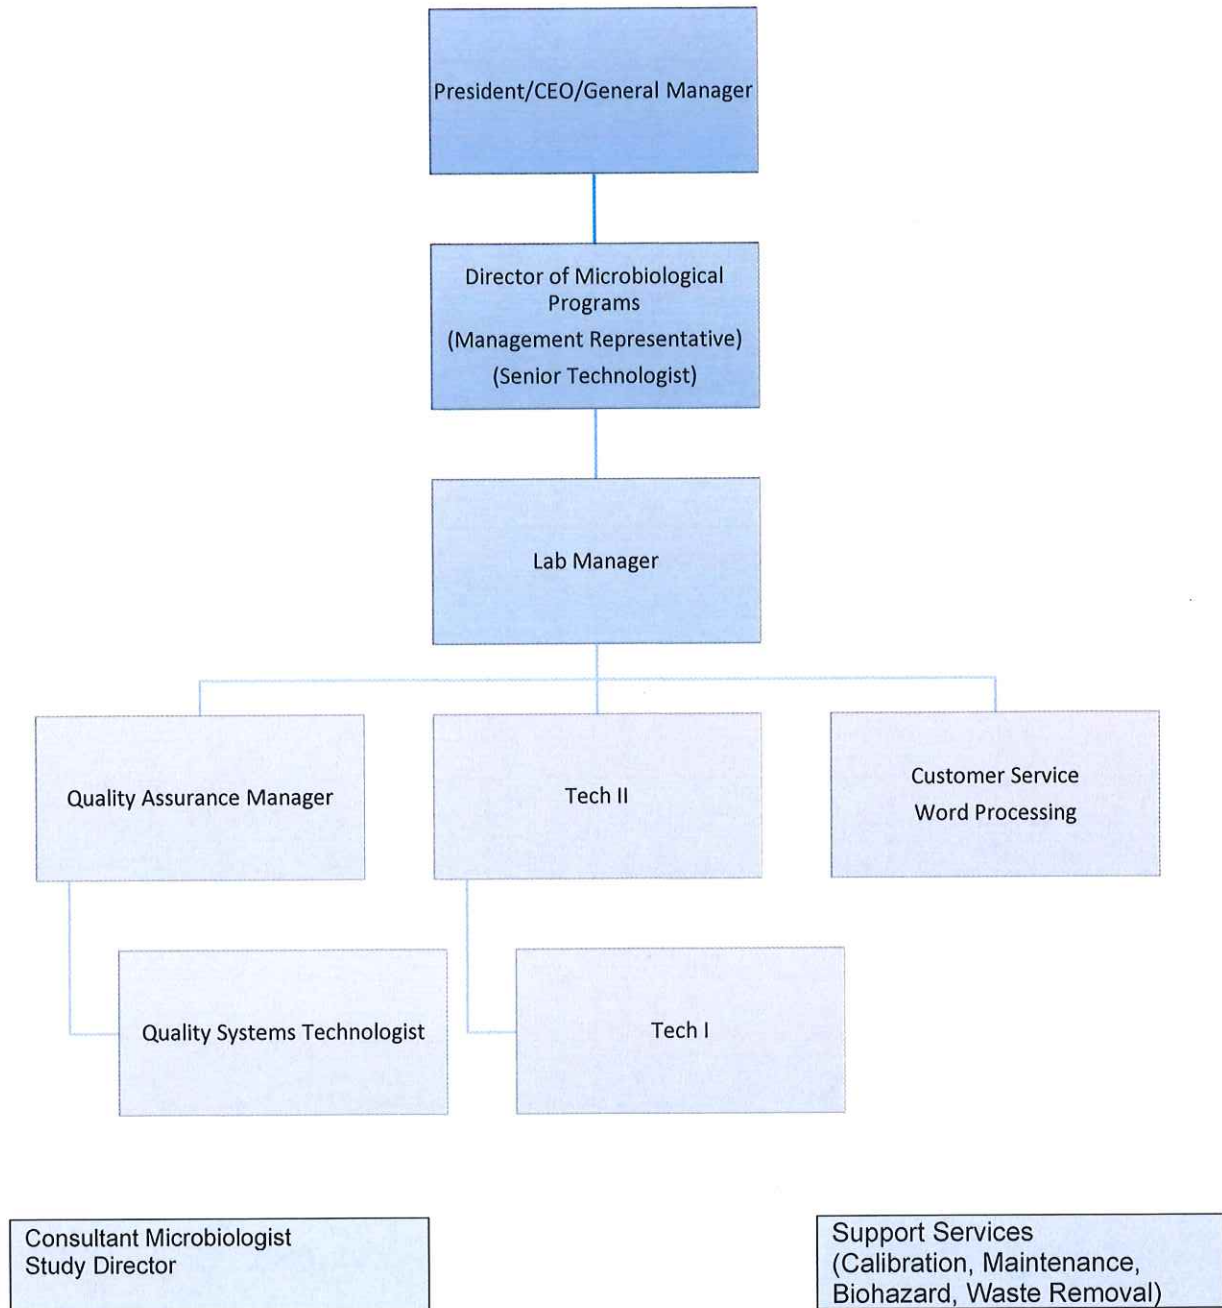 President/CEO/General Manager
Director of Microbiological
Programs
(Management Representative)
(Senior Technologist)
Lab Manager
Quality Assurance Manager
Tech II
Customer Service
Word Processing
Quality Systems Technologist
Tech I
Consultant Microbiologist
Study Director
Support Services
(Calibration, Maintenance,
Biohazard, Waste Removal)